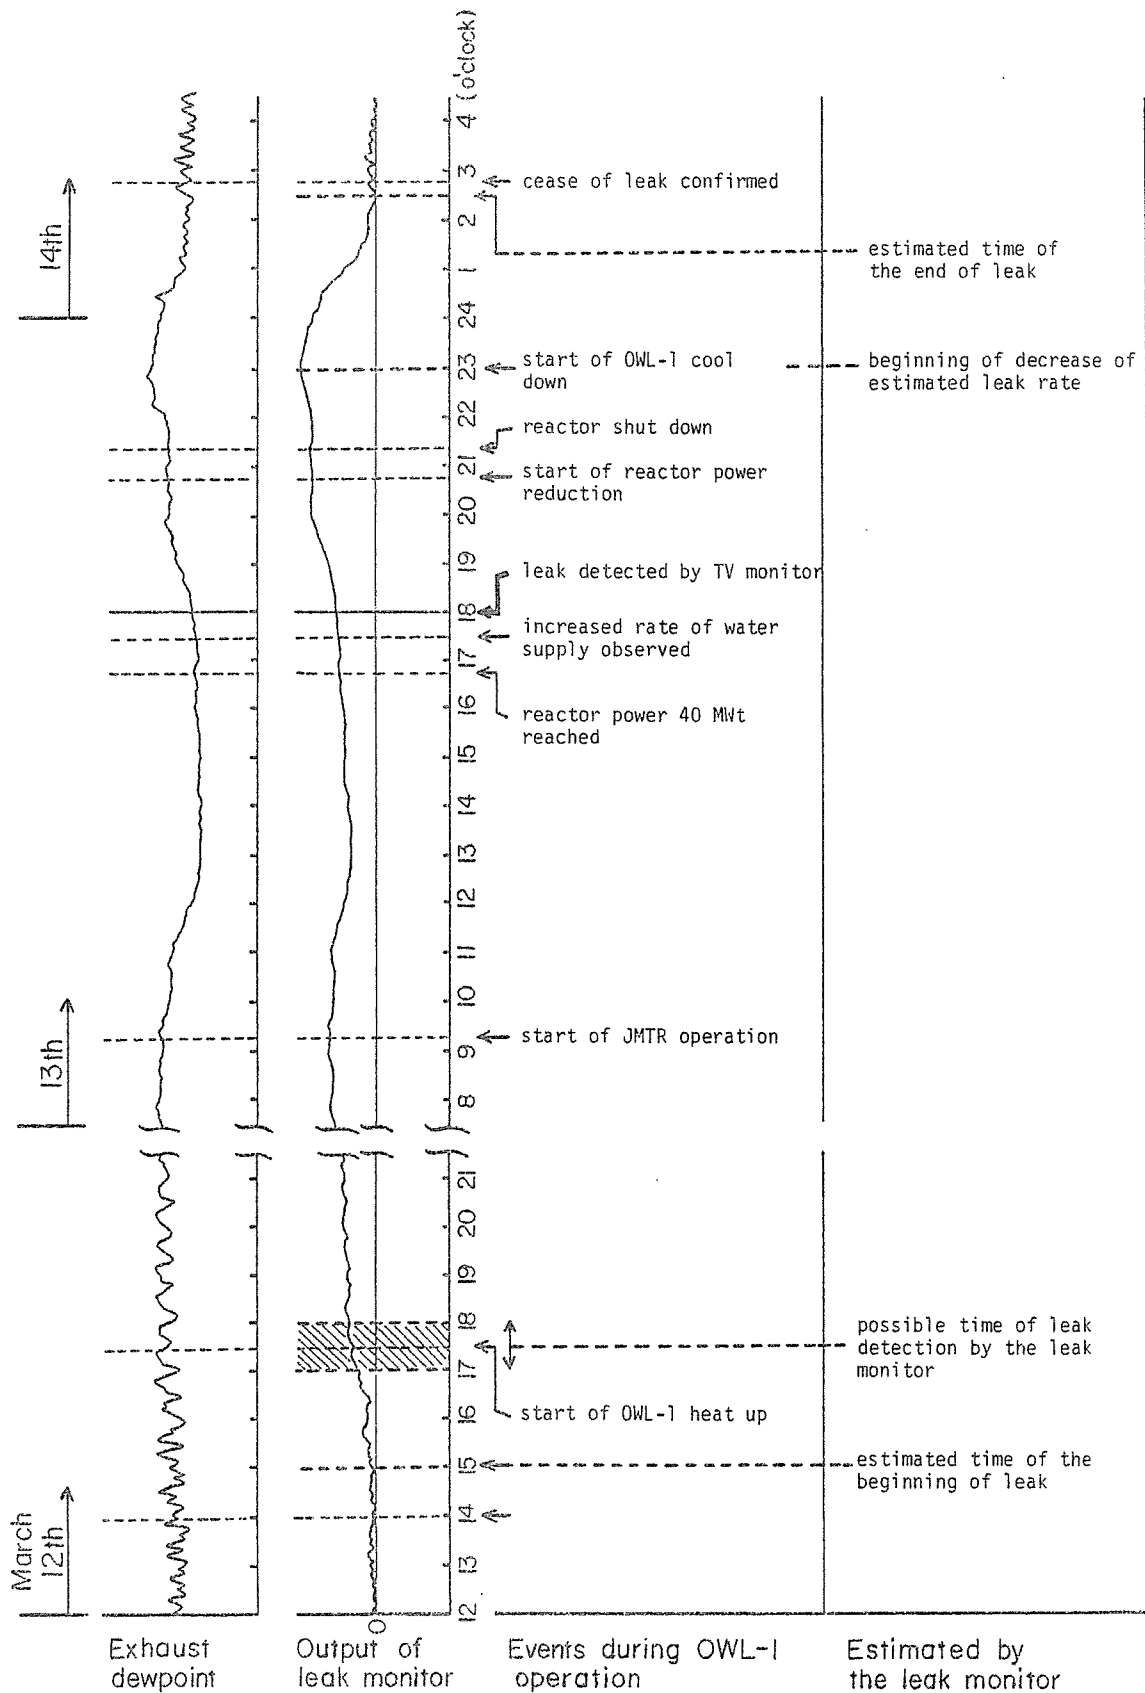 (o'clock)
4
3
2
1
24
23
22
21
20
19
18
17
16
15
14
13
12
11
10
9
8
21
20
19
18
17
16
15
14
13
12
14th
13th
March
12th
0
cease of leak confirmed
estimated time of
the end of leak
start of OWL-1 cool
down
beginning of decrease of
estimated leak rate
reactor shut down
start of reactor power
reduction
leak detected by TV monitor
increased rate of water
supply observed
reactor power 40 MWt
reached
start of JMTR operation
possible time of leak
detection by the leak
monitor
start of OWL-1 heat up
estimated time of the
beginning of leak
Exhaust
dewpoint
Output of
leak monitor
Events during OWL-1
operation
Estimated by
the leak monitor